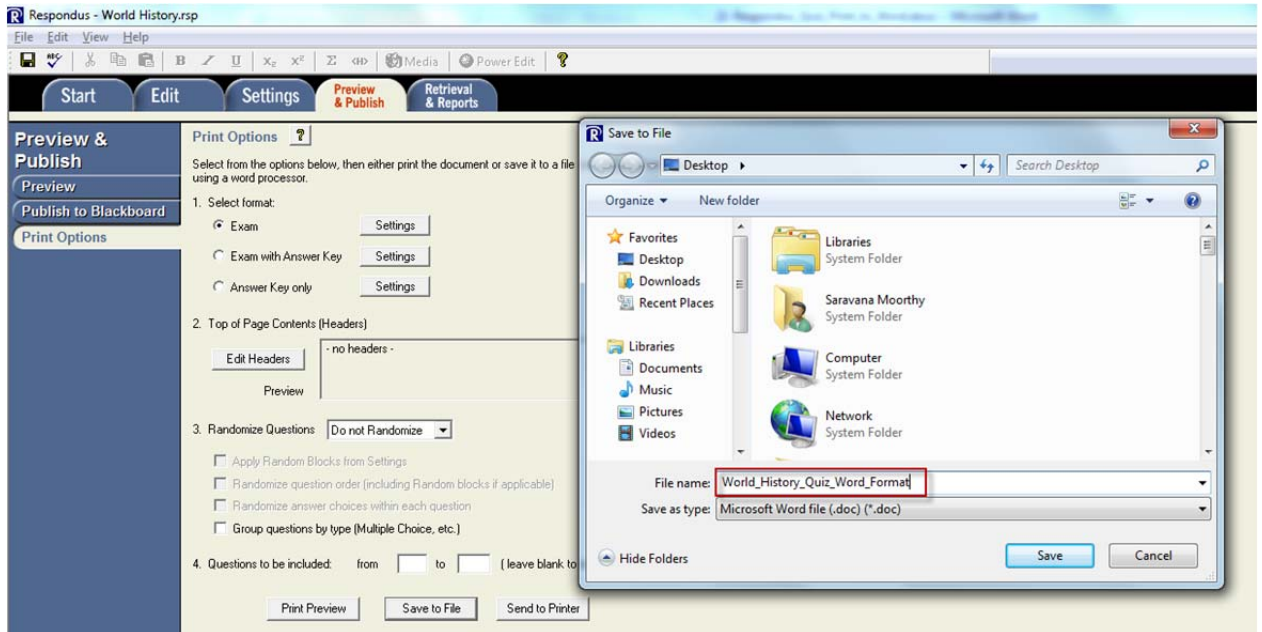 Respondus - World History.rsp
File Edit View Help
B I U X₂ X² Σ Media Power Edit ?
Start Edit Settings Preview & Publish Retrieval & Reports
Preview & Publish
Preview
Publish to Blackboard
Print Options
Print Options ?
Select from the options below, then either print the document or save it to a file
using a word processor.
1. Select format:
Exam Settings
Exam with Answer Key Settings
Answer Key only Settings
2. Top of Page Contents (Headers)
Edit Headers - no headers -
Preview
3. Randomize Questions Do not Randomize
Apply Random Blocks from Settings
Randomize question order (including Random blocks if applicable)
Randomize answer choices within each question
Group questions by type (Multiple Choice, etc.)
4. Questions to be included: from to ( leave blank to
Print Preview Save to File Send to Printer
Save to File
Desktop Search Desktop
Organize New folder
Favorites
Desktop
Downloads
Recent Places
Libraries
Documents
Music
Pictures
Videos
Libraries
System Folder
Saravana Moorthy
System Folder
Computer
System Folder
Network
System Folder
File name: World_History_Quiz_Word_Format
Save as type: Microsoft Word file (.doc) (*.doc)
Hide Folders Save Cancel